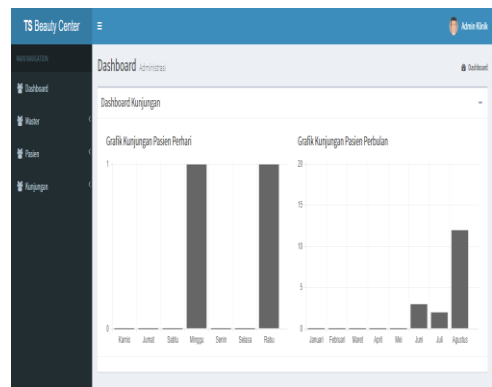 TS Beauty Center
Admin Klinik
MAIN NAVIGATION
Dashboard
Master
Pasien
Kunjungan
Dashboard Administrasi
Dashboard
Dashboard Kunjungan
Grafik Kunjungan Pasien Perhari
1
0
Kamis Jumat Sabtu Minggu Senin Selasa Rabu
Grafik Kunjungan Pasien Perbulan
20
15
10
5
0
Januari Februari Maret April Mei Juni Juli Agustus